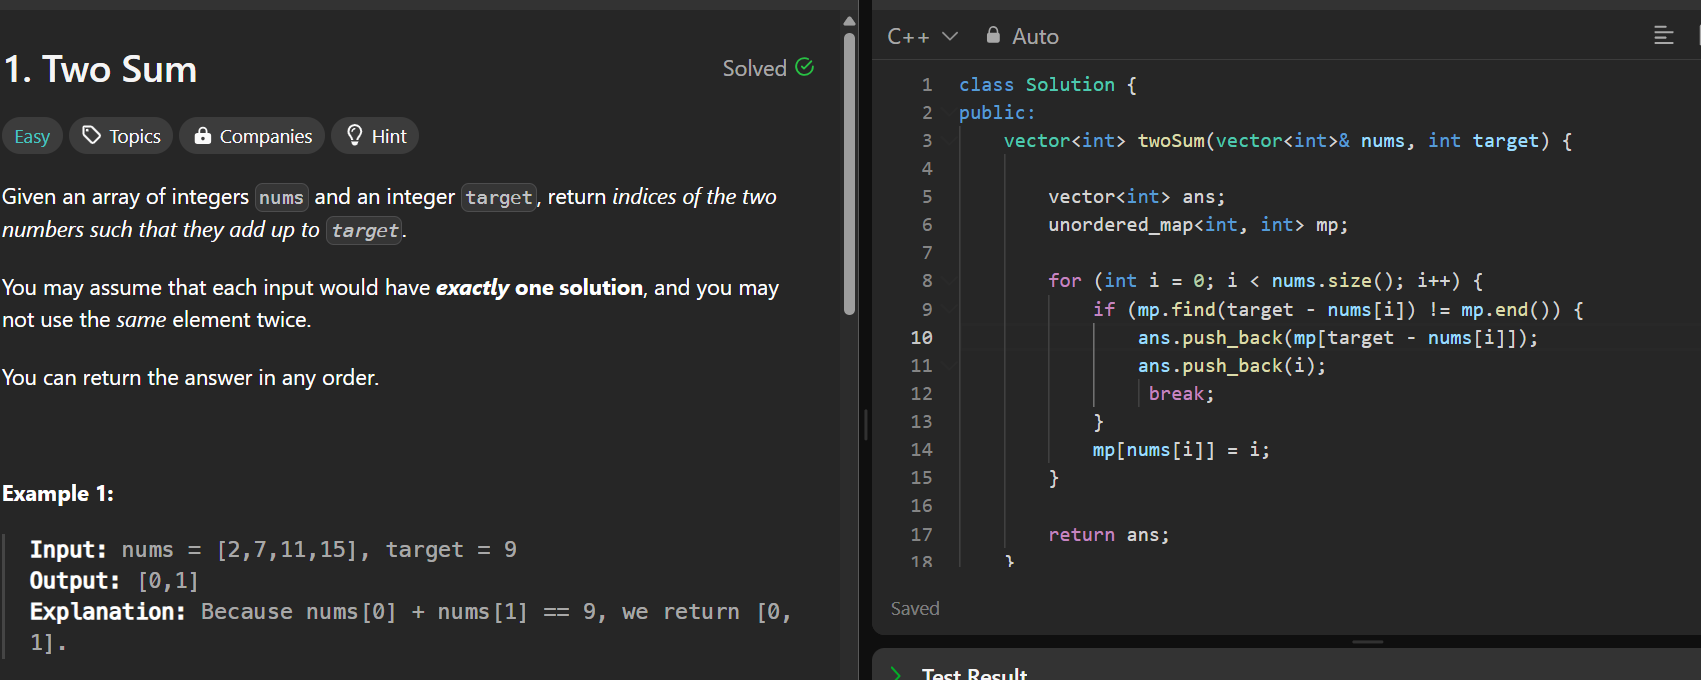 1. Two Sum
Solved
Easy
Topics
Companies
Hint
Given an array of integers nums and an integer target, return indices of the two
numbers such that they add up to target.
You may assume that each input would have exactly one solution, and you may
not use the same element twice.
You can return the answer in any order.
Example 1:
Input: nums = [2,7,11,15], target = 9
Output: [0,1]
Explanation: Because nums[0] + nums[1] == 9, we return [0,
1].
C++
Auto
1 class Solution {
2 public:
3     vector<int> twoSum(vector<int>& nums, int target) {
4
5         vector<int> ans;
6         unordered_map<int, int> mp;
7
8         for (int i = 0; i < nums.size(); i++) {
9             if (mp.find(target - nums[i]) != mp.end()) {
10                 ans.push_back(mp[target - nums[i]]);
11                 ans.push_back(i);
12                  break;
13             }
14             mp[nums[i]] = i;
15         }
16
17         return ans;
18     }
Saved
Test Result